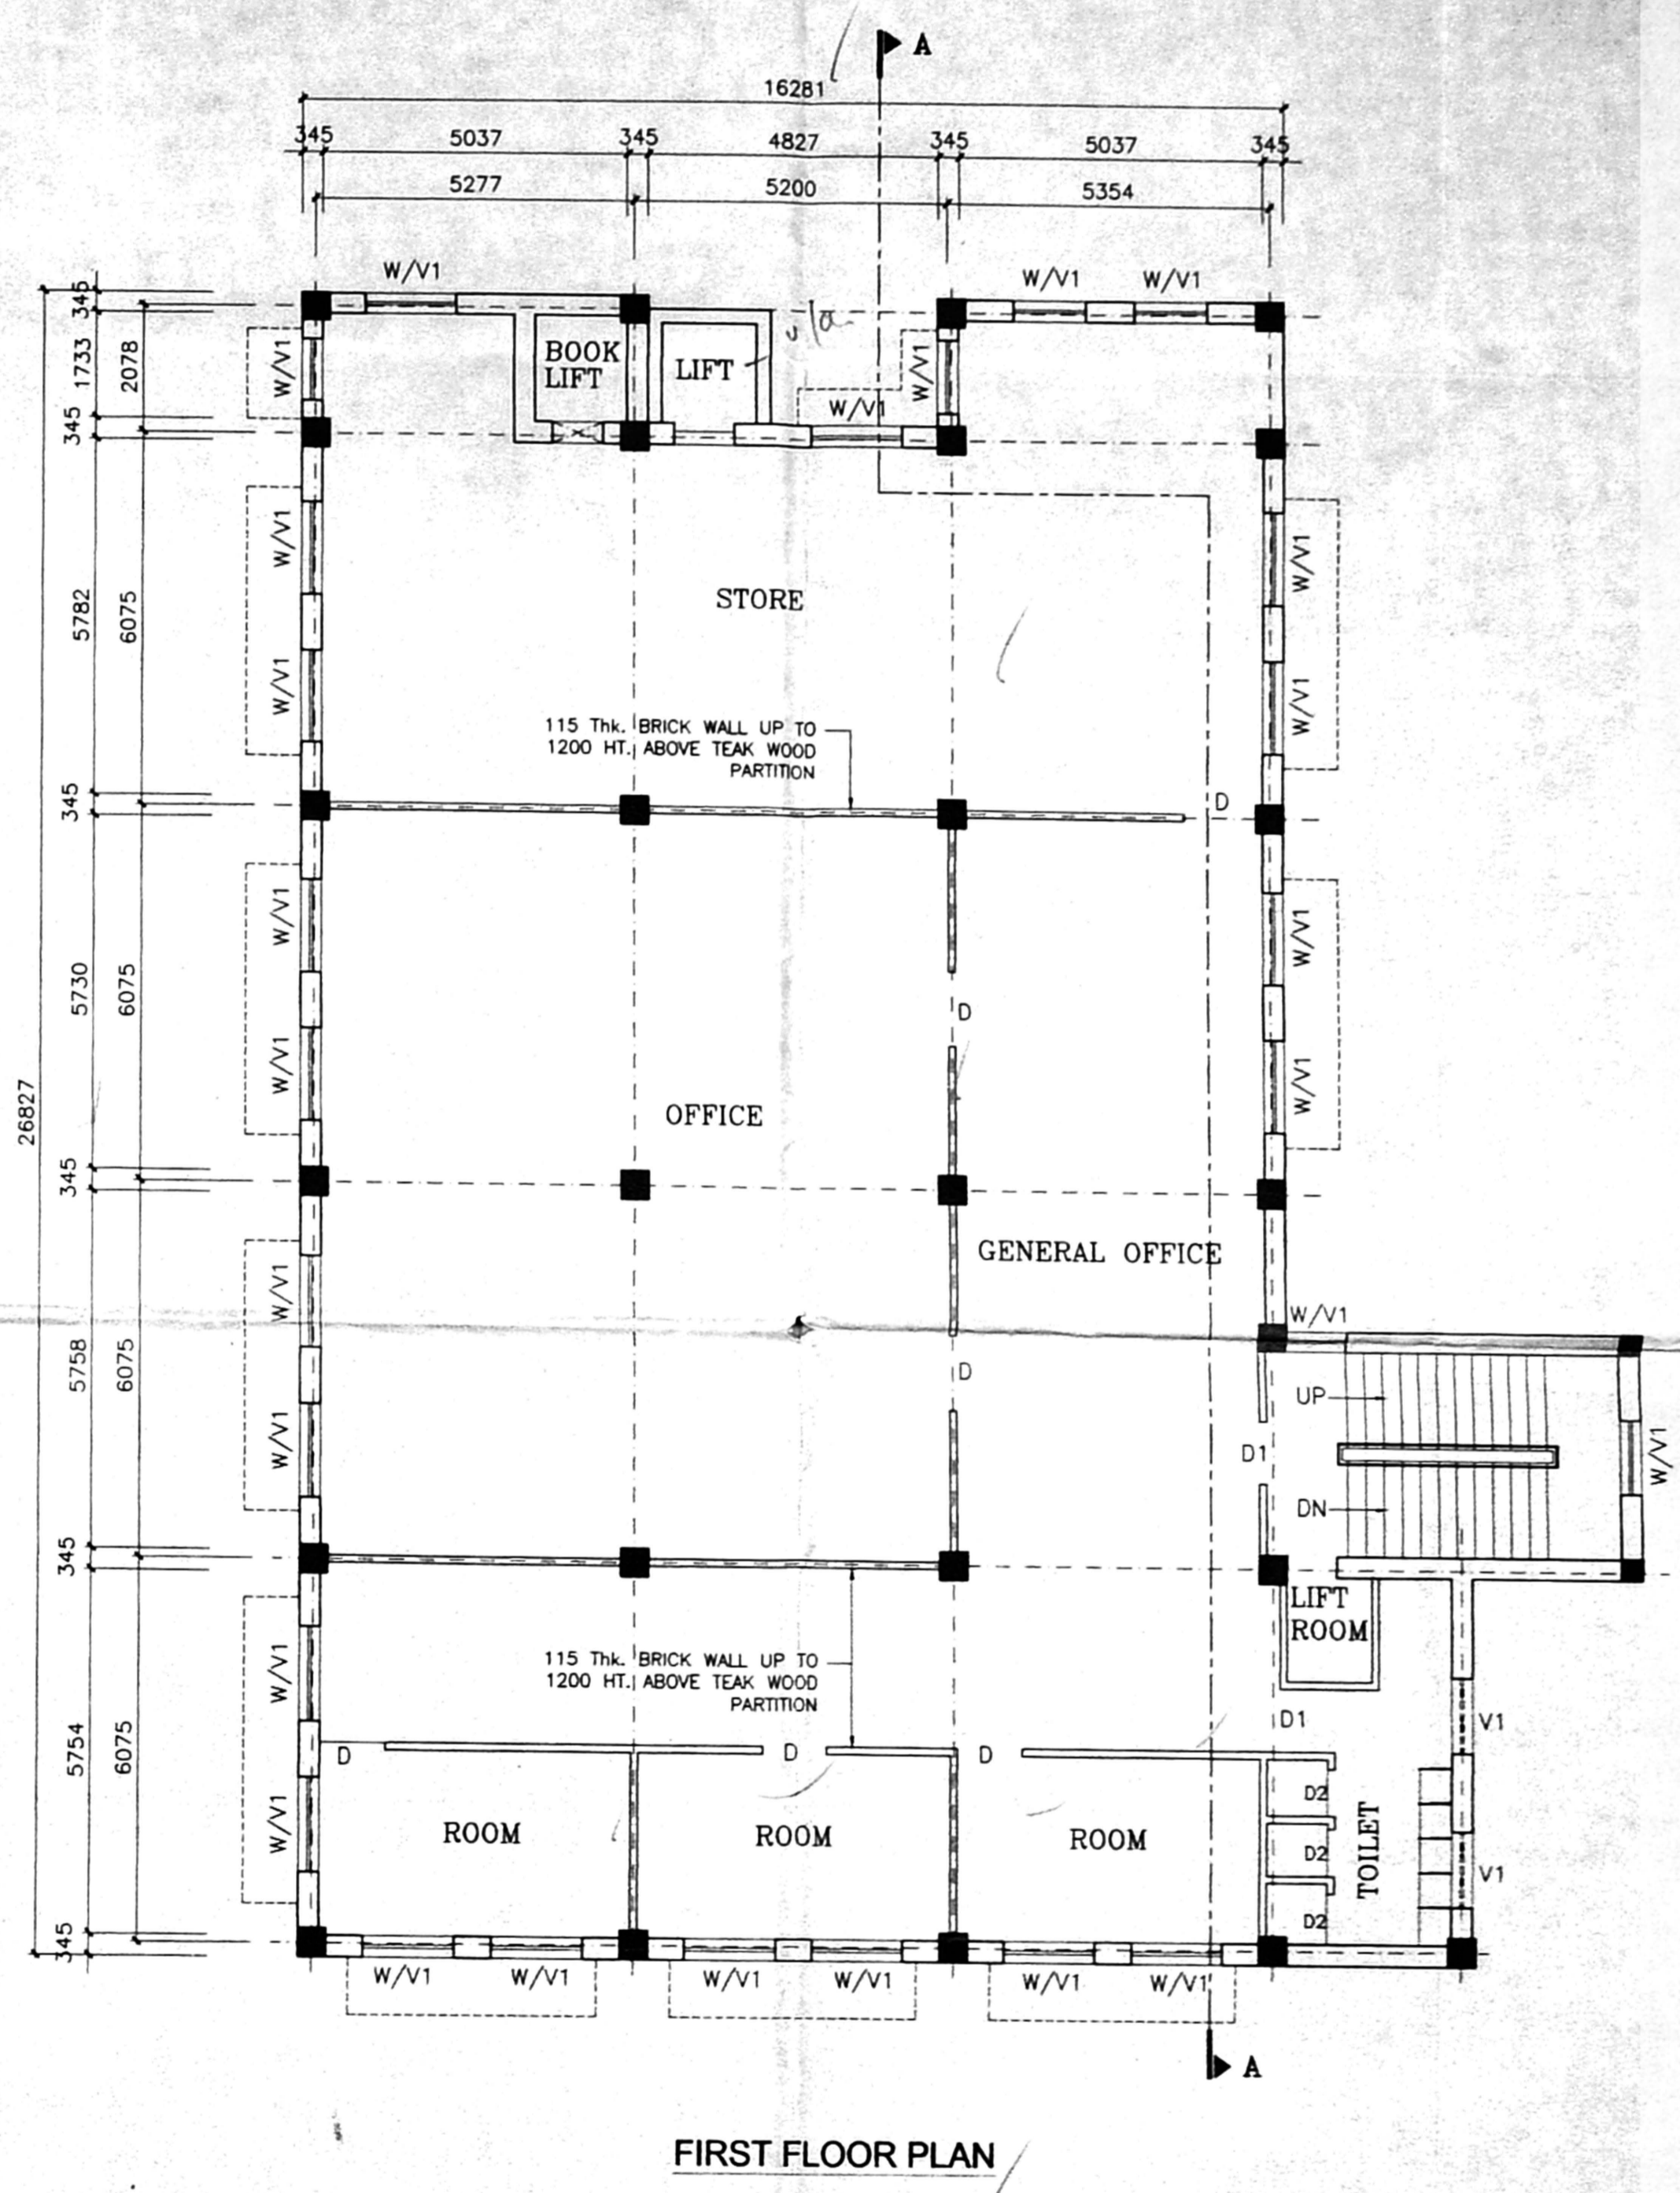 A
16281
345 5037 345 4827 345 5037 345
5277 5200 5354
W/V1
W/V1 W/V1
345
1733
2078
345
5782
6075
345
5730
6075
26827
345
5758
6075
345
5754
6075
345
W/V1
BOOK
LIFT
LIFT
W/V1
W/V1
W/V1
W/V1
W/V1
W/V1
STORE
115 Thk. BRICK WALL UP TO
1200 HT. ABOVE TEAK WOOD
PARTITION
D
W/V1
W/V1
W/V1
W/V1
D
OFFICE
GENERAL OFFICE
W/V1
W/V1
W/V1
D
UP
D1
DN
W/V1
LIFT
ROOM
115 Thk. BRICK WALL UP TO
1200 HT. ABOVE TEAK WOOD
PARTITION
W/V1
W/V1
D1
V1
D D D
ROOM ROOM ROOM
D2
D2
D2
TOILET
V1
W/V1 W/V1 W/V1 W/V1 W/V1 W/V1
A
FIRST FLOOR PLAN